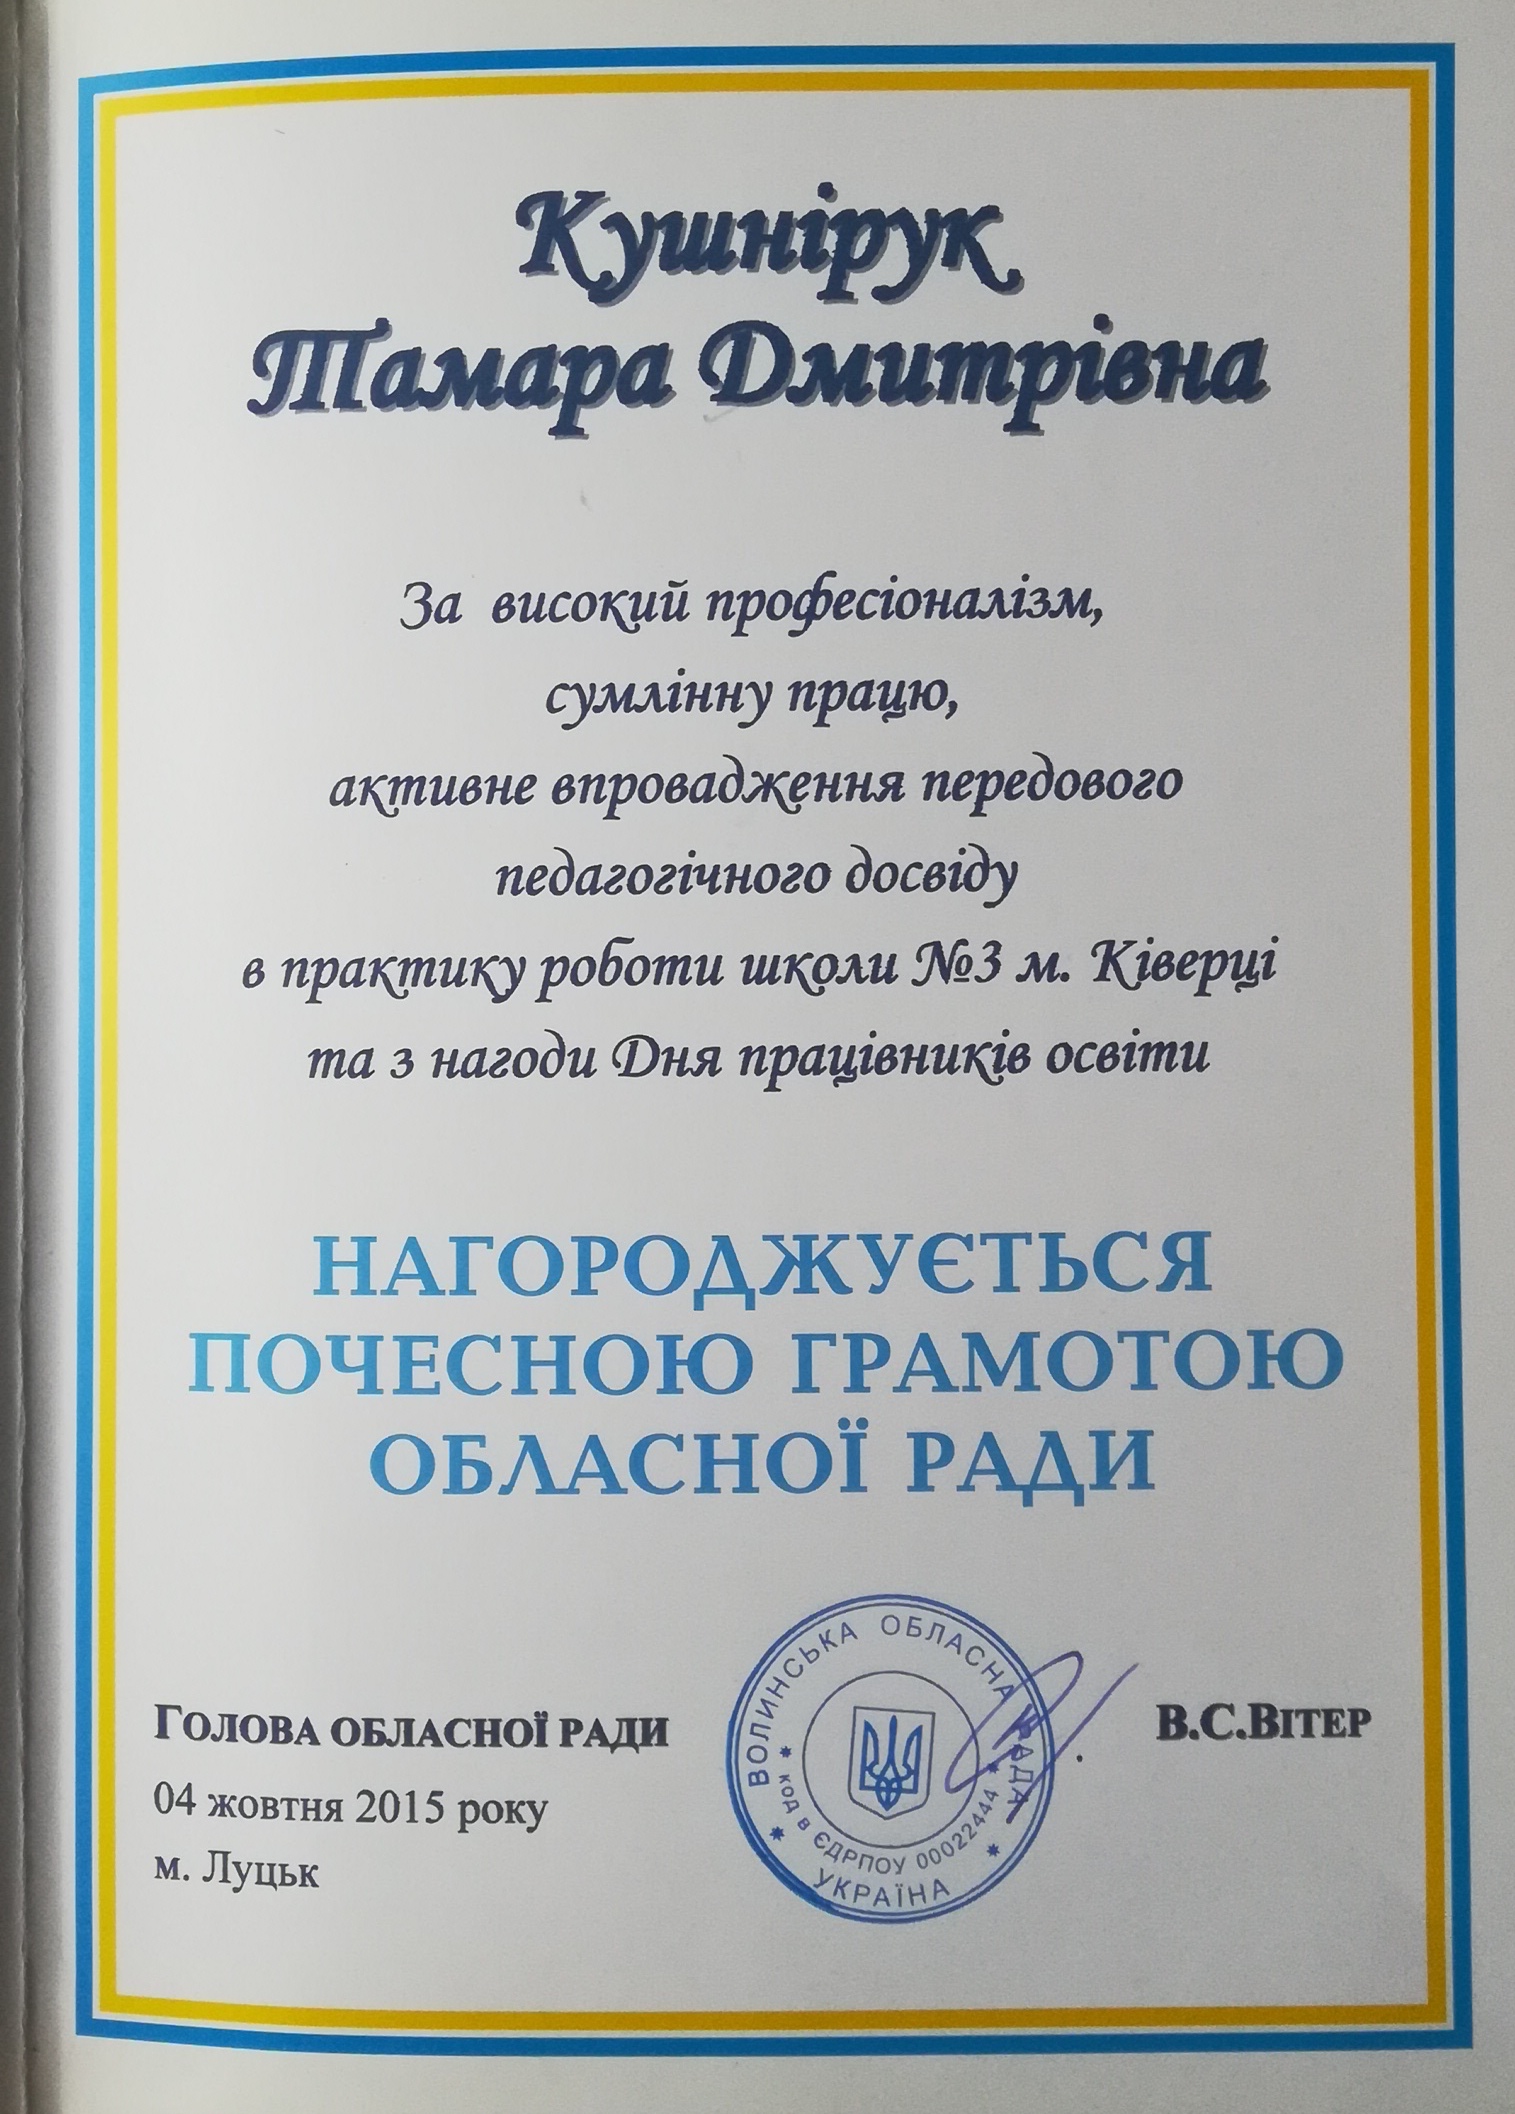 Кушнірук
Тамара Дмитрівна
За високий професіоналізм,
сумлінну працю,
активне впровадження передового
педагогічного досвіду
в практику роботи школи №3 м. Ківерці
та з нагоди Дня працівників освіти
НАГОРОДЖУЄТЬСЯ
ПОЧЕСНОЮ ГРАМОТОЮ
ОБЛАСНОЇ РАДИ
ГОЛОВА ОБЛАСНОЇ РАДИ
В.С.ВІТЕР
04 жовтня 2015 року
м. Луцьк
ВОЛИНСЬКА ОБЛАСНА РАДА
* код в ЄДРПОУ 00022444 *
* УКРАЇНА *